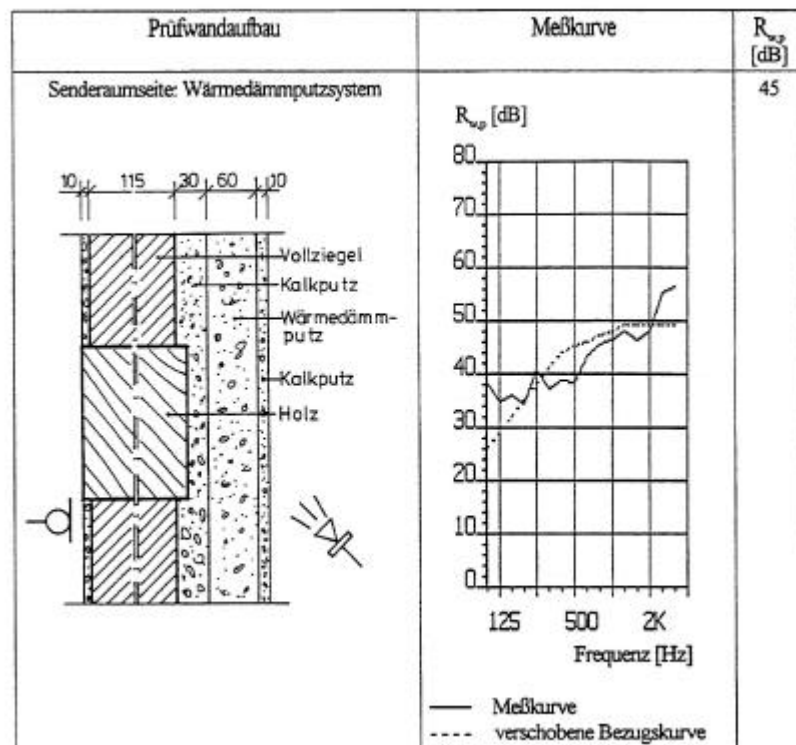 Prüfwandaufbau
Meßkurve
R_w,p
[dB]
Senderaumseite: Wärmedämmputzsystem
45
R_w,p [dB]
10 115 30 60 10
Vollziegel
Kalkputz
Wärmedämm-
putz
Kalkputz
Holz
80
70
60
50
40
30
20
10
0
125 500 2K
Frequenz [Hz]
Meßkurve
verschobene Bezugskurve